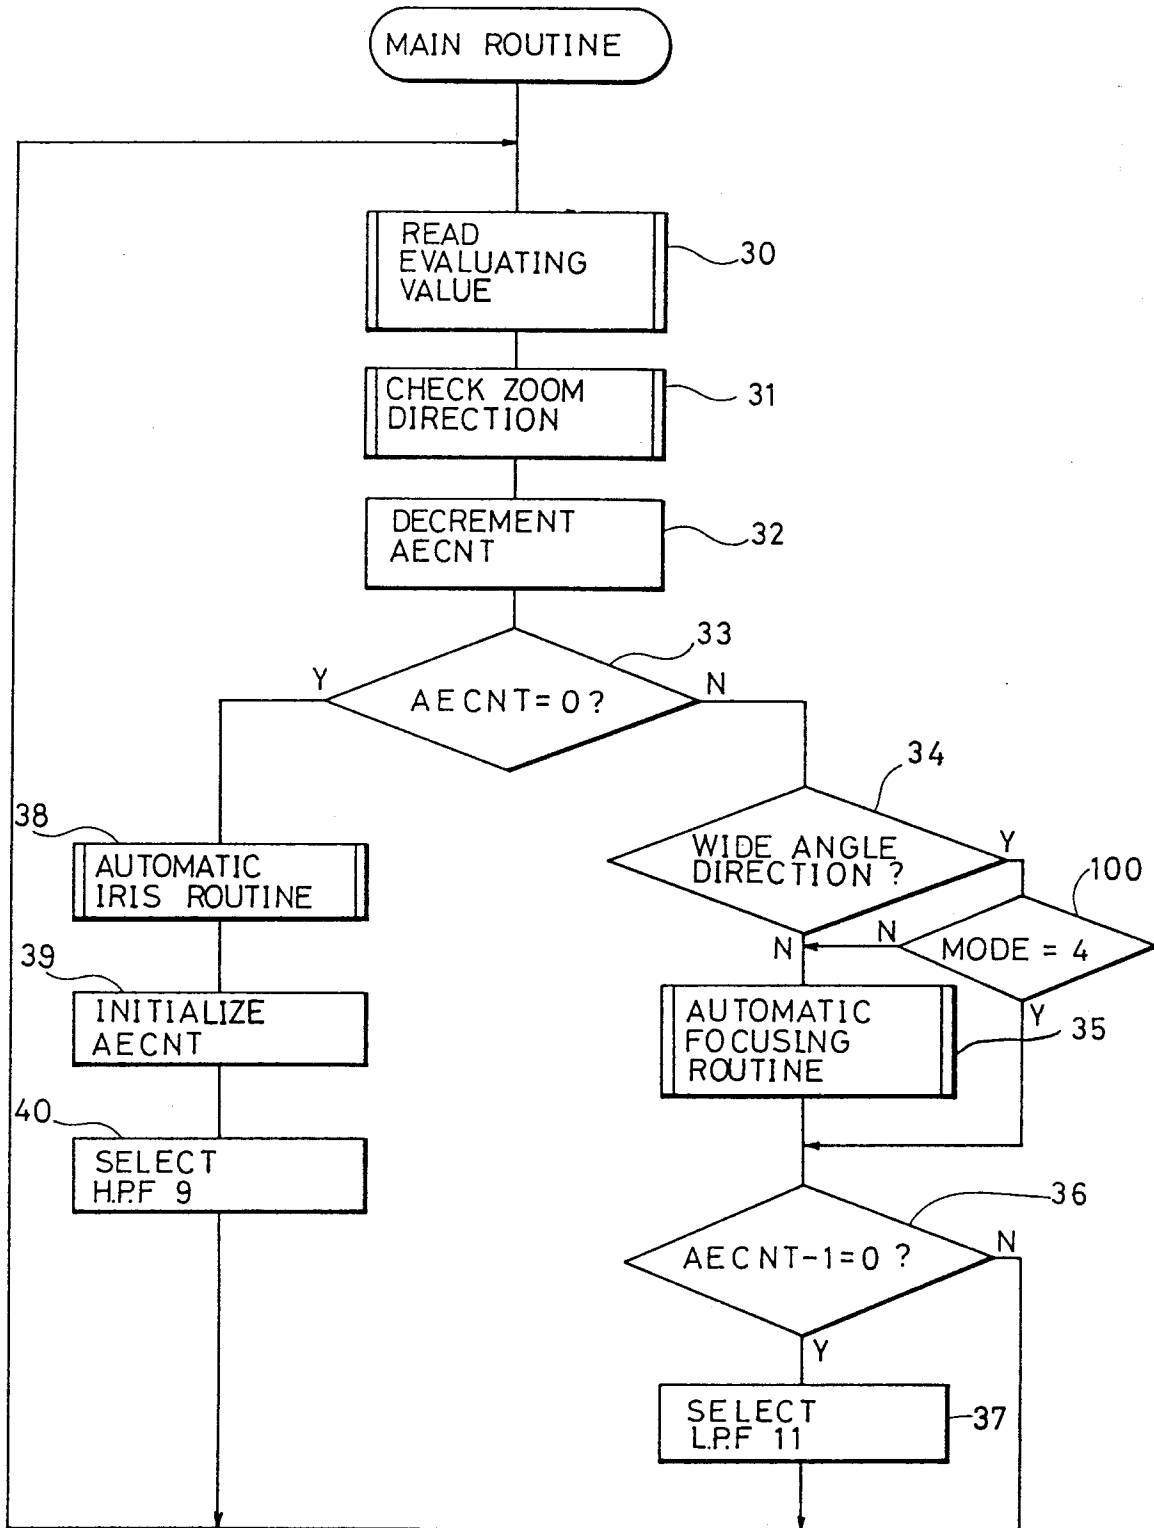 MAIN ROUTINE
READ
EVALUATING
VALUE
30
CHECK ZOOM
DIRECTION
31
DECREMENT
AECNT
32
33
Y
AECNT=0?
N
34
WIDE ANGLE
DIRECTION ?
Y
100
N
N
MODE = 4
Y
38
AUTOMATIC
IRIS ROUTINE
39
INITIALIZE
AECNT
40
SELECT
H.P.F 9
AUTOMATIC
FOCUSING
ROUTINE
35
36
AECNT-1=0 ?
N
Y
SELECT
L.P.F 11
37